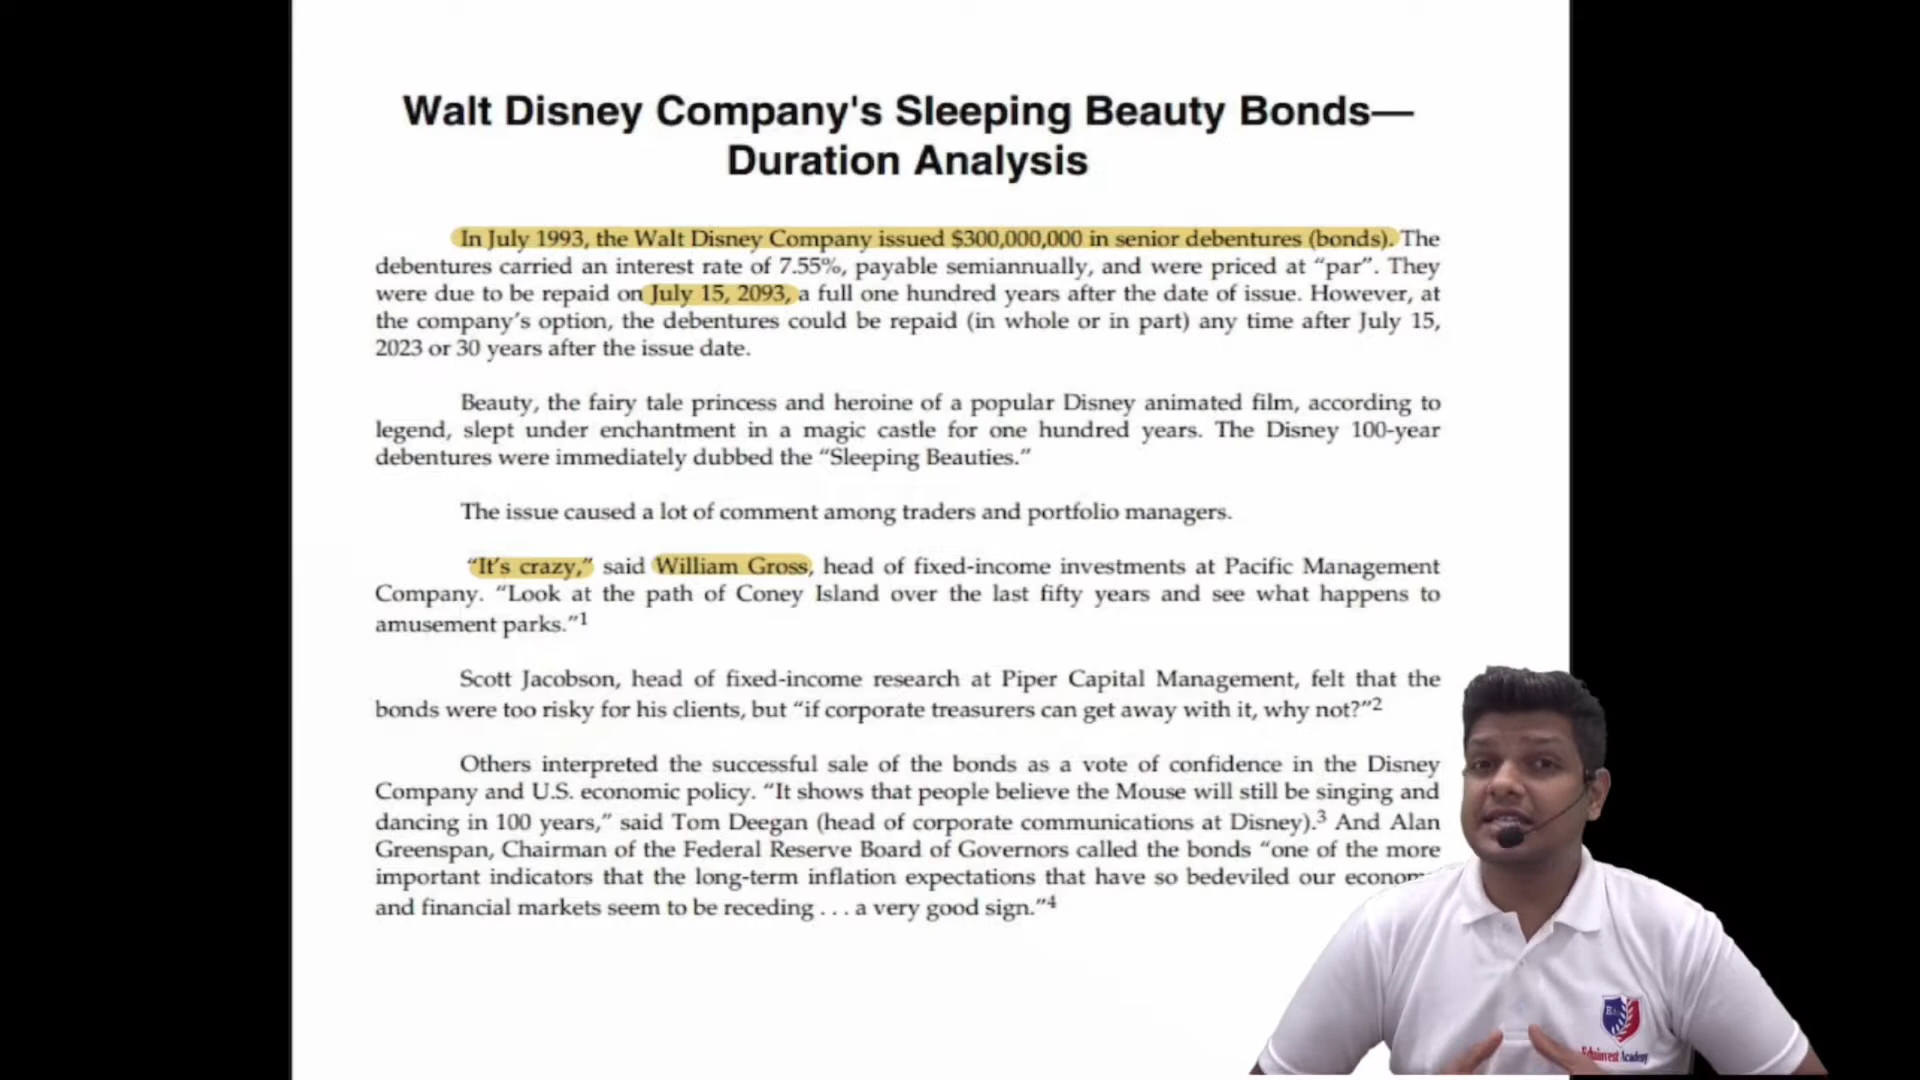 Walt Disney Company's Sleeping Beauty Bonds—
Duration Analysis
In July 1993, the Walt Disney Company issued $300,000,000 in senior debentures (bonds). The
debentures carried an interest rate of 7.55%, payable semiannually, and were priced at “par”. They
were due to be repaid on July 15, 2093, a full one hundred years after the date of issue. However, at
the company’s option, the debentures could be repaid (in whole or in part) any time after July 15,
2023 or 30 years after the issue date.
Beauty, the fairy tale princess and heroine of a popular Disney animated film, according to
legend, slept under enchantment in a magic castle for one hundred years. The Disney 100-year
debentures were immediately dubbed the “Sleeping Beauties.”
The issue caused a lot of comment among traders and portfolio managers.
“It’s crazy,” said William Gross, head of fixed-income investments at Pacific Management
Company. “Look at the path of Coney Island over the last fifty years and see what happens to
amusement parks.”1
Scott Jacobson, head of fixed-income research at Piper Capital Management, felt that the
bonds were too risky for his clients, but “if corporate treasurers can get away with it, why not?”2
Others interpreted the successful sale of the bonds as a vote of confidence in the Disney
Company and U.S. economic policy. “It shows that people believe the Mouse will still be singing and
dancing in 100 years,” said Tom Deegan (head of corporate communications at Disney).3 And Alan
Greenspan, Chairman of the Federal Reserve Board of Governors called the bonds “one of the more
important indicators that the long-term inflation expectations that have so bedeviled our econom
and financial markets seem to be receding . . . a very good sign.”4
Academy